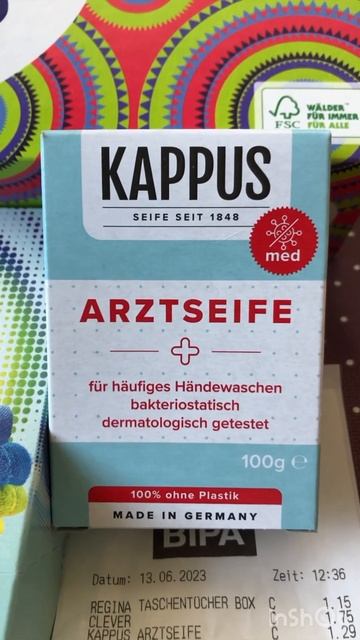 WÄLDER
FÜR IMMER
FÜR ALLE
FSC
KAPPUS
SEIFE SEIT 1848
med
ARZTSEIFE
für häufiges Händewaschen
bakteriostatisch
dermatologisch getestet
100g ℮
100% ohne Plastik
MADE IN GERMANY
BIPA
Datum: 13.06.2023 Zeit: 12:36
REGINA TASCHENTÜCHER BOX C 1.15
CLEVER
KAPPUS ARZTSEIFE 1.29
InShO